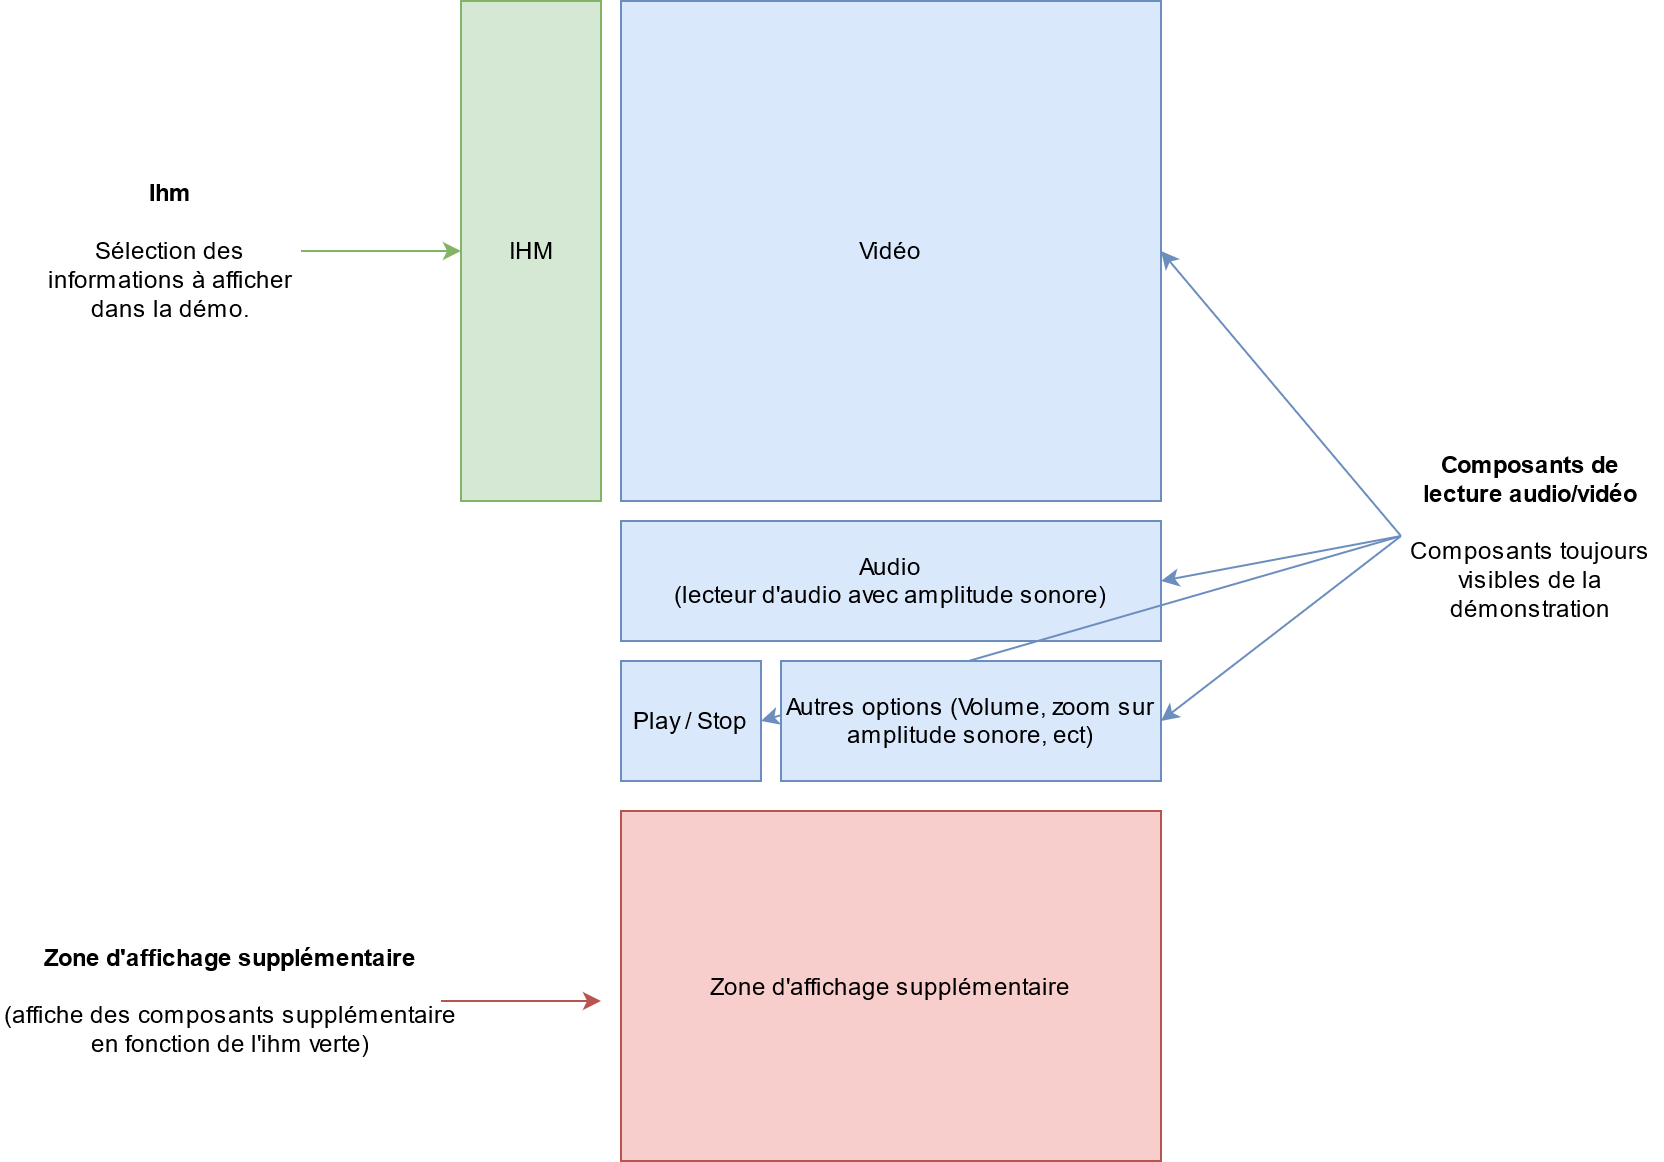 Ihm
Sélection des
informations à afficher
dans la démo.
IHM
Vidéo
Composants de
lecture audio/vidéo
Composants toujours
visibles de la
démonstration
Audio
(lecteur d'audio avec amplitude sonore)
Play / Stop
Autres options (Volume, zoom sur
amplitude sonore, ect)
Zone d'affichage supplémentaire
(affiche des composants supplémentaire
en fonction de l'ihm verte)
Zone d'affichage supplémentaire